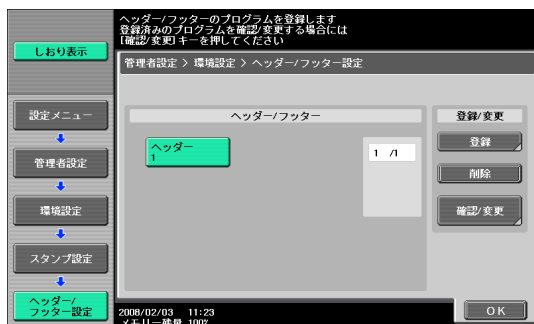 ヘッダー/フッターのプログラムを登録します
登録済みのプログラムを確認/変更する場合には
［確認/変更］キーを押してください
しおり表示
管理者設定 > 環境設定 > ヘッダー/フッター設定
設定メニュー
管理者設定
環境設定
スタンプ設定
ヘッダー/
フッター設定
ヘッダー/フッター
ヘッダー
1
1 /1
登録/変更
登録
削除
確認/変更
2008/02/03 11:23
メモリー残量 100%
OK